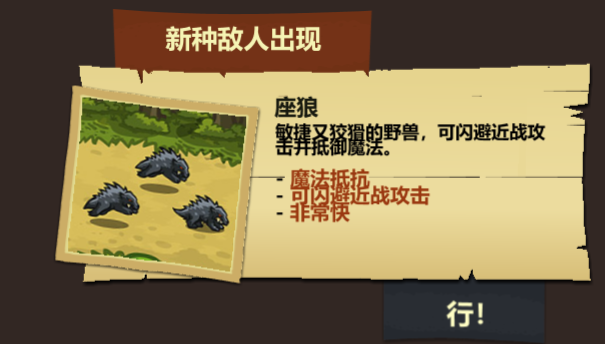 新种敌人出现
座狼
敏捷又狡猾的野兽，可闪避近战攻
击并抵御魔法。
- 魔法抵抗
- 可闪避近战攻击
- 非常快
行！